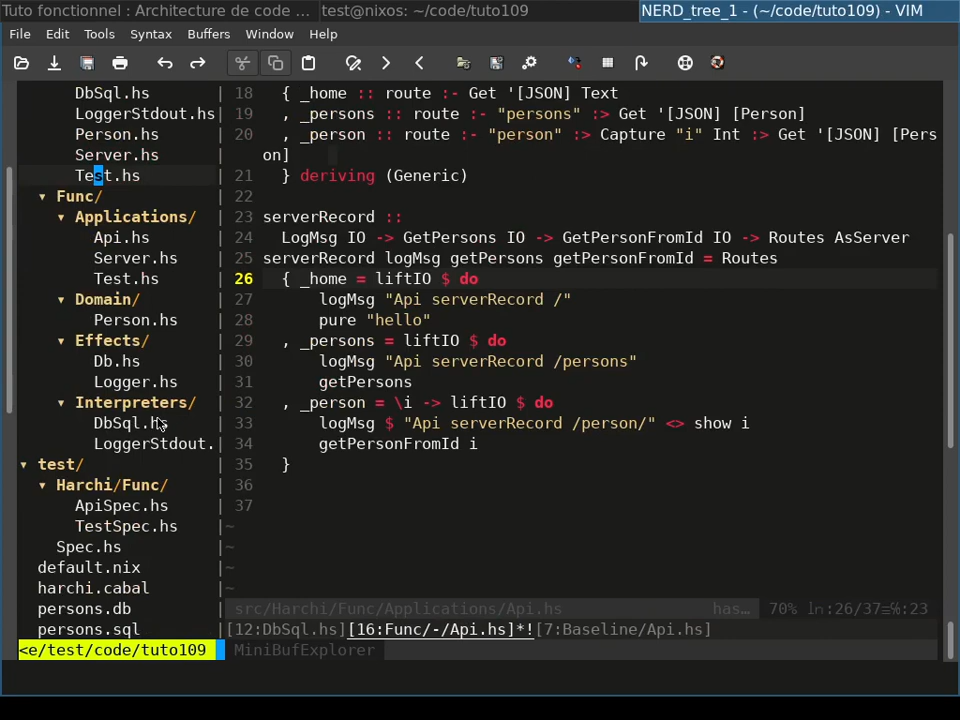 Tuto fonctionnel : Architecture de code ... test@nixos: ~/code/tuto109 NERD_tree_1 - (~/code/tuto109) - VIM
File Edit Tools Syntax Buffers Window Help
DbSql.hs | 18 { _home :: route :- Get '[JSON] Text
LoggerStdout.hs| 19 , _persons :: route :- "persons" :> Get '[JSON] [Person]
Person.hs | 20 , _person :: route :- "person" :> Capture "i" Int :> Get '[JSON] [Pers
Server.hs | on]
Test.hs | 21 } deriving (Generic)
▾ Func/ | 22
▾ Applications/ | 23 serverRecord ::
Api.hs | 24 LogMsg IO -> GetPersons IO -> GetPersonFromId IO -> Routes AsServer
Server.hs | 25 serverRecord logMsg getPersons getPersonFromId = Routes
Test.hs | 26 { _home = liftIO $ do
▾ Domain/ | 27 logMsg "Api serverRecord /"
Person.hs | 28 pure "hello"
▾ Effects/ | 29 , _persons = liftIO $ do
Db.hs | 30 logMsg "Api serverRecord /persons"
Logger.hs | 31 getPersons
▾ Interpreters/ | 32 , _person = \i -> liftIO $ do
DbSql.hs | 33 logMsg $ "Api serverRecord /person/" <> show i
LoggerStdout.| 34 getPersonFromId i
▾ test/ | 35 }
▾ Harchi/Func/ | 36
ApiSpec.hs | 37
TestSpec.hs |~
Spec.hs |~
default.nix |~
harchi.cabal |~
persons.db | src/Harchi/Func/Applications/Api.hs has… 70% ln:26/37≡%:23
persons.sql |[12:DbSql.hs][16:Func/-/Api.hs]*![7:Baseline/Api.hs]
<e/test/code/tuto109 MiniBufExplorer